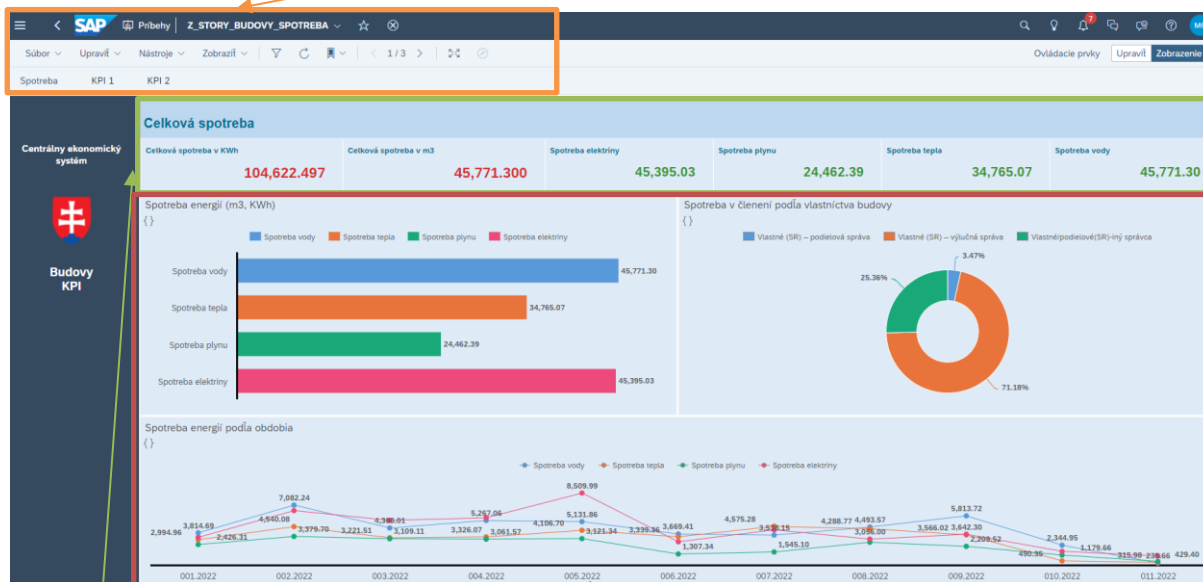 SAP Príbehy Z_STORY_BUDOVY_SPOTREBA 7
Súbor Upraviť Nástroje Zobraziť 1 / 3 Ovládacie prvky Upraviť Zobrazenie
Spotreba KPI 1 KPI 2
Centrálny ekonomický
systém
Budovy
KPI
Celková spotreba
Celková spotreba v KWh Celková spotreba v m3 Spotreba elektriny Spotreba plynu Spotreba tepla Spotreba vody
104,622.497 45,771.300 45,395.03 24,462.39 34,765.07 45,771.30
Spotreba energií (m3, KWh)
{}
Spotreba vody Spotreba tepla Spotreba plynu Spotreba elektriny
Spotreba vody 45,771.30
Spotreba tepla 34,765.07
Spotreba plynu 24,462.39
Spotreba elektriny 45,395.03
Spotreba v členení podľa vlastníctva budovy
{}
Vlastné (SR) – podielová správa Vlastné (SR) – výlučná správa Vlastné/podielové(SR)-iný správca
3.47%
25.36%
71.18%
Spotreba energií podľa obdobia
{}
Spotreba vody Spotreba tepla Spotreba plynu Spotreba elektriny
8,509.99
7,082.24
5,267.06 5,131.86 5,813.72
2,994.96 3,814.69 4,540.08 4,106.70 3,669.41 4,575.28 4,288.77 4,493.57
2,426.31 3,379.70 3,221.51 3,109.11 3,326.07 3,061.57 3,121.34 3,566.02 3,642.30 2,344.95
1,307.34 1,545.10 490.35 1,179.66 315.98 429.40
001.2022 002.2022 003.2022 004.2022 005.2022 006.2022 007.2022 008.2022 009.2022 010.2022 011.2022